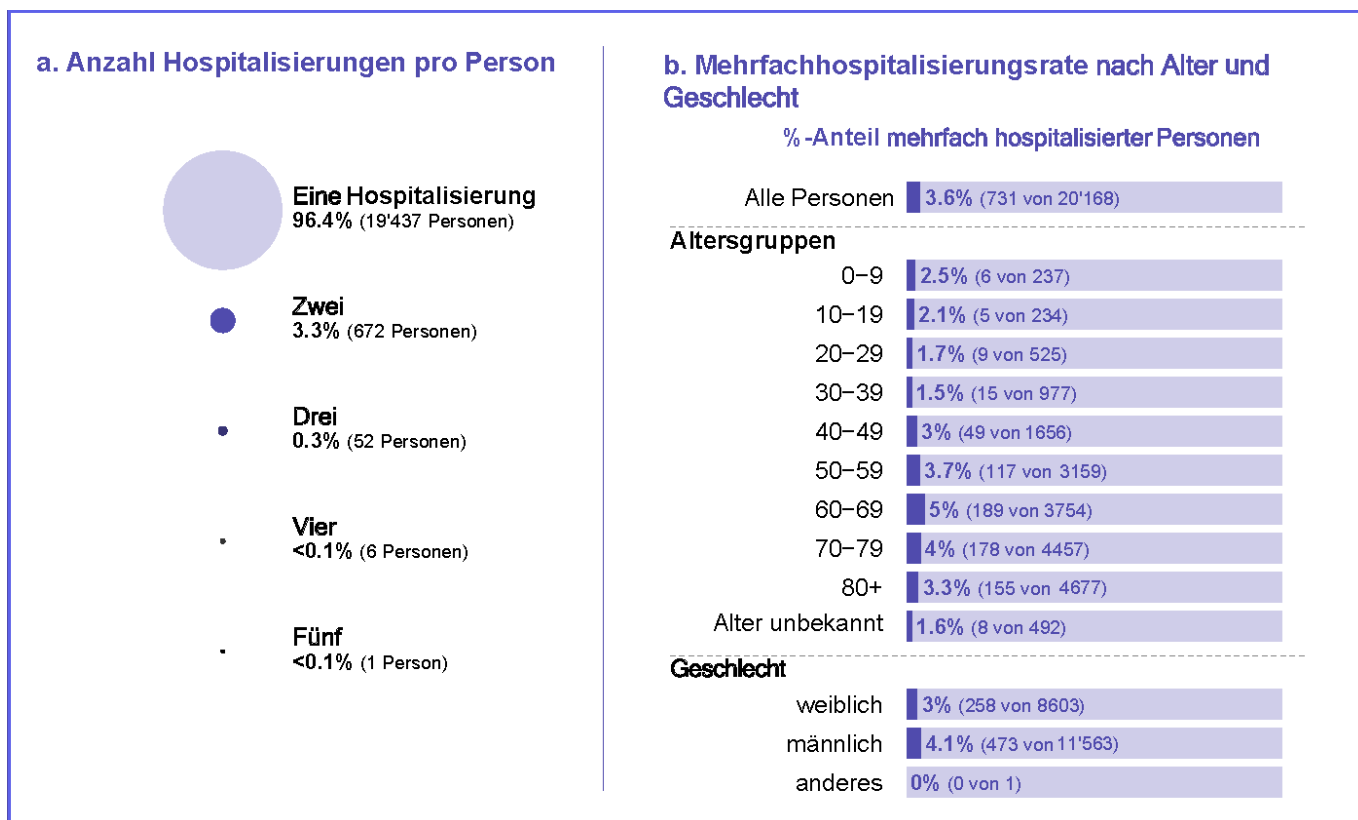 a. Anzahl Hospitalisierungen pro Person
Eine Hospitalisierung
96.4% (19'437 Personen)
Zwei
3.3% (672 Personen)
Drei
0.3% (52 Personen)
Vier
<0.1% (6 Personen)
Fünf
<0.1% (1 Person)
b. Mehrfachhospitalisierungsrate nach Alter und
Geschlecht
%-Anteil mehrfach hospitalisierter Personen
Alle Personen 3.6% (731 von 20'168)
Altersgruppen
0−9 2.5% (6 von 237)
10−19 2.1% (5 von 234)
20−29 1.7% (9 von 525)
30−39 1.5% (15 von 977)
40−49 3% (49 von 1656)
50−59 3.7% (117 von 3159)
60−69 5% (189 von 3754)
70−79 4% (178 von 4457)
80+ 3.3% (155 von 4677)
Alter unbekannt 1.6% (8 von 492)
Geschlecht
weiblich 3% (258 von 8603)
männlich 4.1% (473 von 11'563)
anderes 0% (0 von 1)